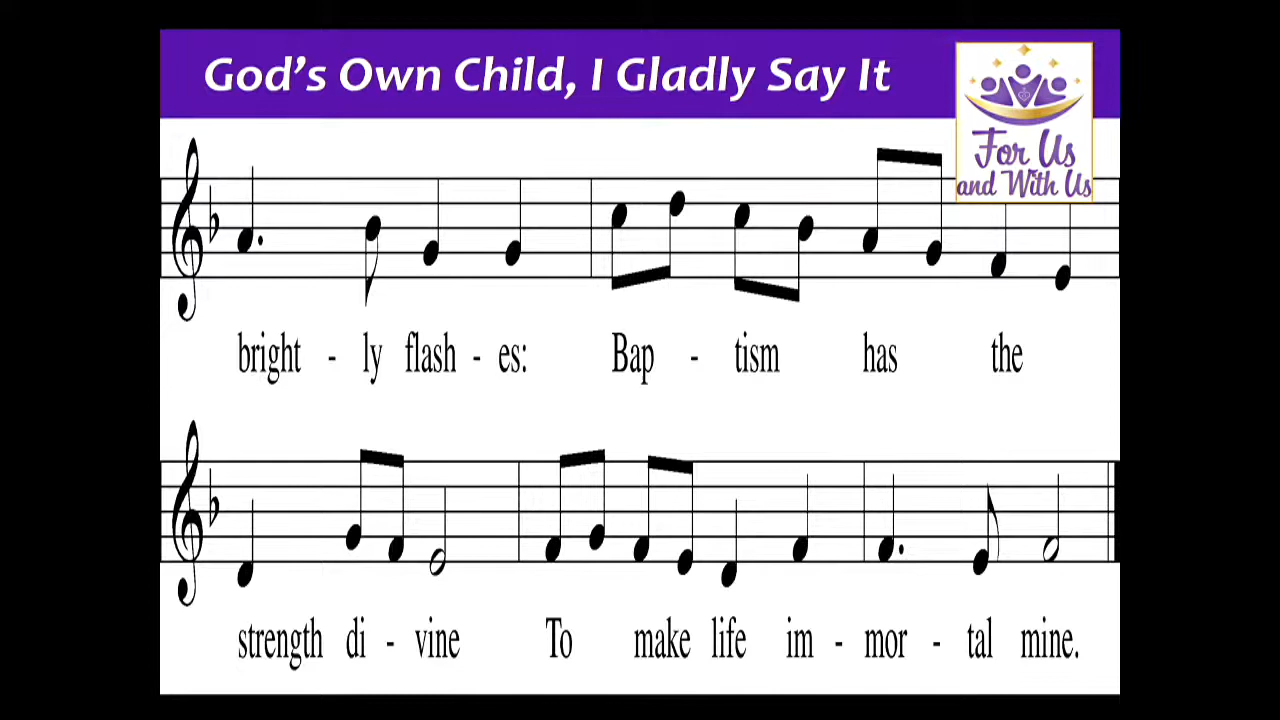 God's Own Child, I Gladly Say It
For Us
and With Us
bright - ly flash - es: Bap - tism has the
strength di - vine To make life im - mor - tal mine.